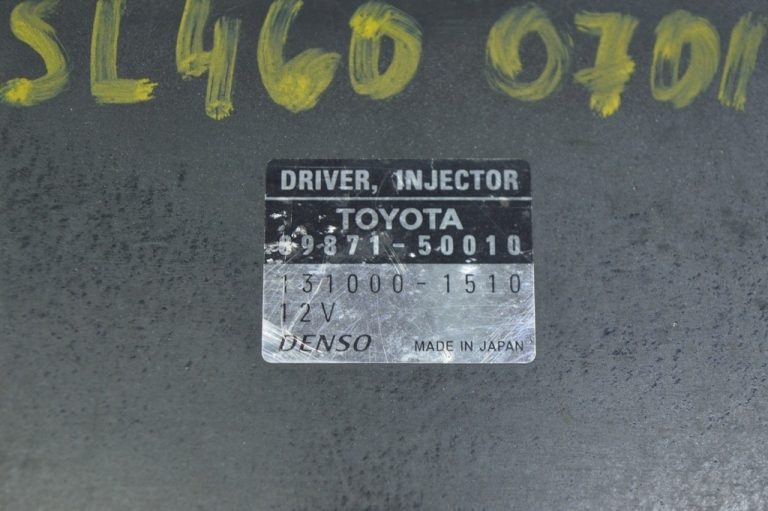 SL460 0701
DRIVER, INJECTOR
TOYOTA
89871-50010
131000-1510
12V
DENSO MADE IN JAPAN